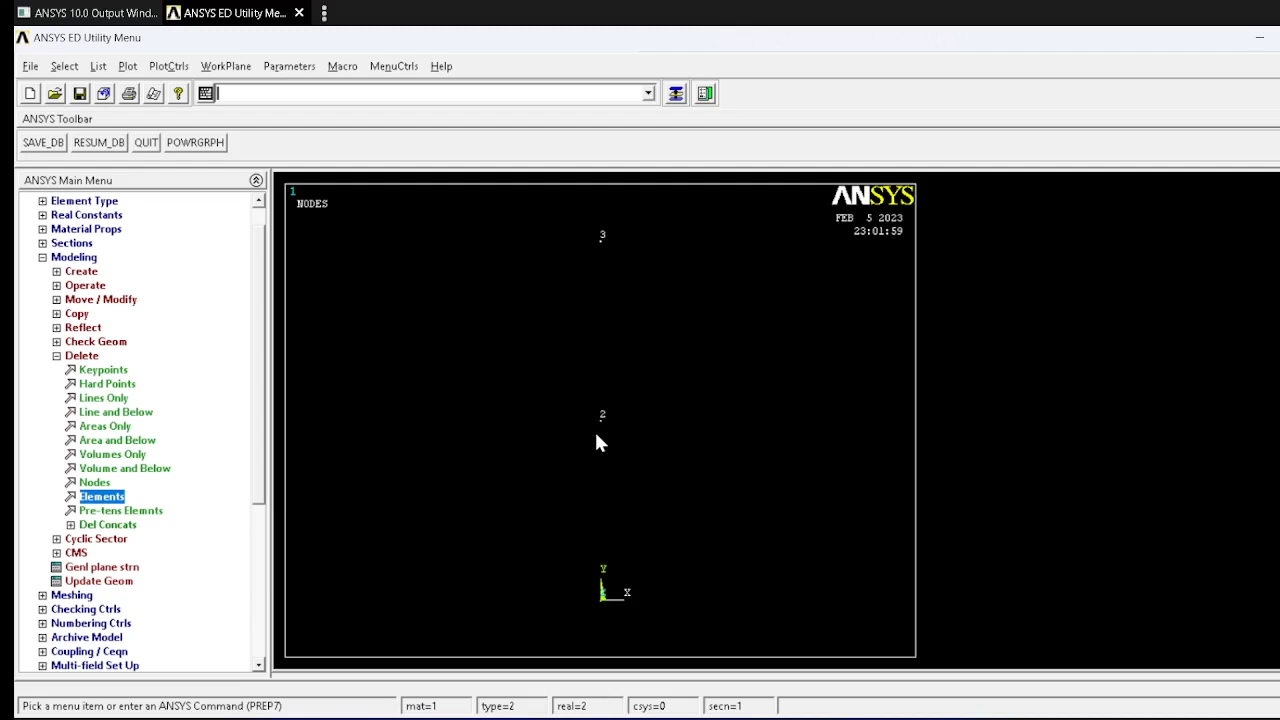 ANSYS 10.0 Output Wind...
ANSYS ED Utility Me...
ANSYS ED Utility Menu
File Select List Plot PlotCtrls WorkPlane Parameters Macro MenuCtrls Help
ANSYS Toolbar
SAVE_DB RESUM_DB QUIT POWRGRPH
ANSYS Main Menu
Element Type
Real Constants
Material Props
Sections
Modeling
Create
Operate
Move / Modify
Copy
Reflect
Check Geom
Delete
Keypoints
Hard Points
Lines Only
Line and Below
Areas Only
Area and Below
Volumes Only
Volume and Below
Nodes
Elements
Pre-tens Elemnts
Del Concats
Cyclic Sector
CMS
Genl plane strn
Update Geom
Meshing
Checking Ctrls
Numbering Ctrls
Archive Model
Coupling / Ceqn
Multi-field Set Up
1
NODES
ANSYS
FEB 5 2023
23:01:59
3
2
Y
X
Pick a menu item or enter an ANSYS Command (PREP7)
mat=1
type=2
real=2
csys=0
secn=1